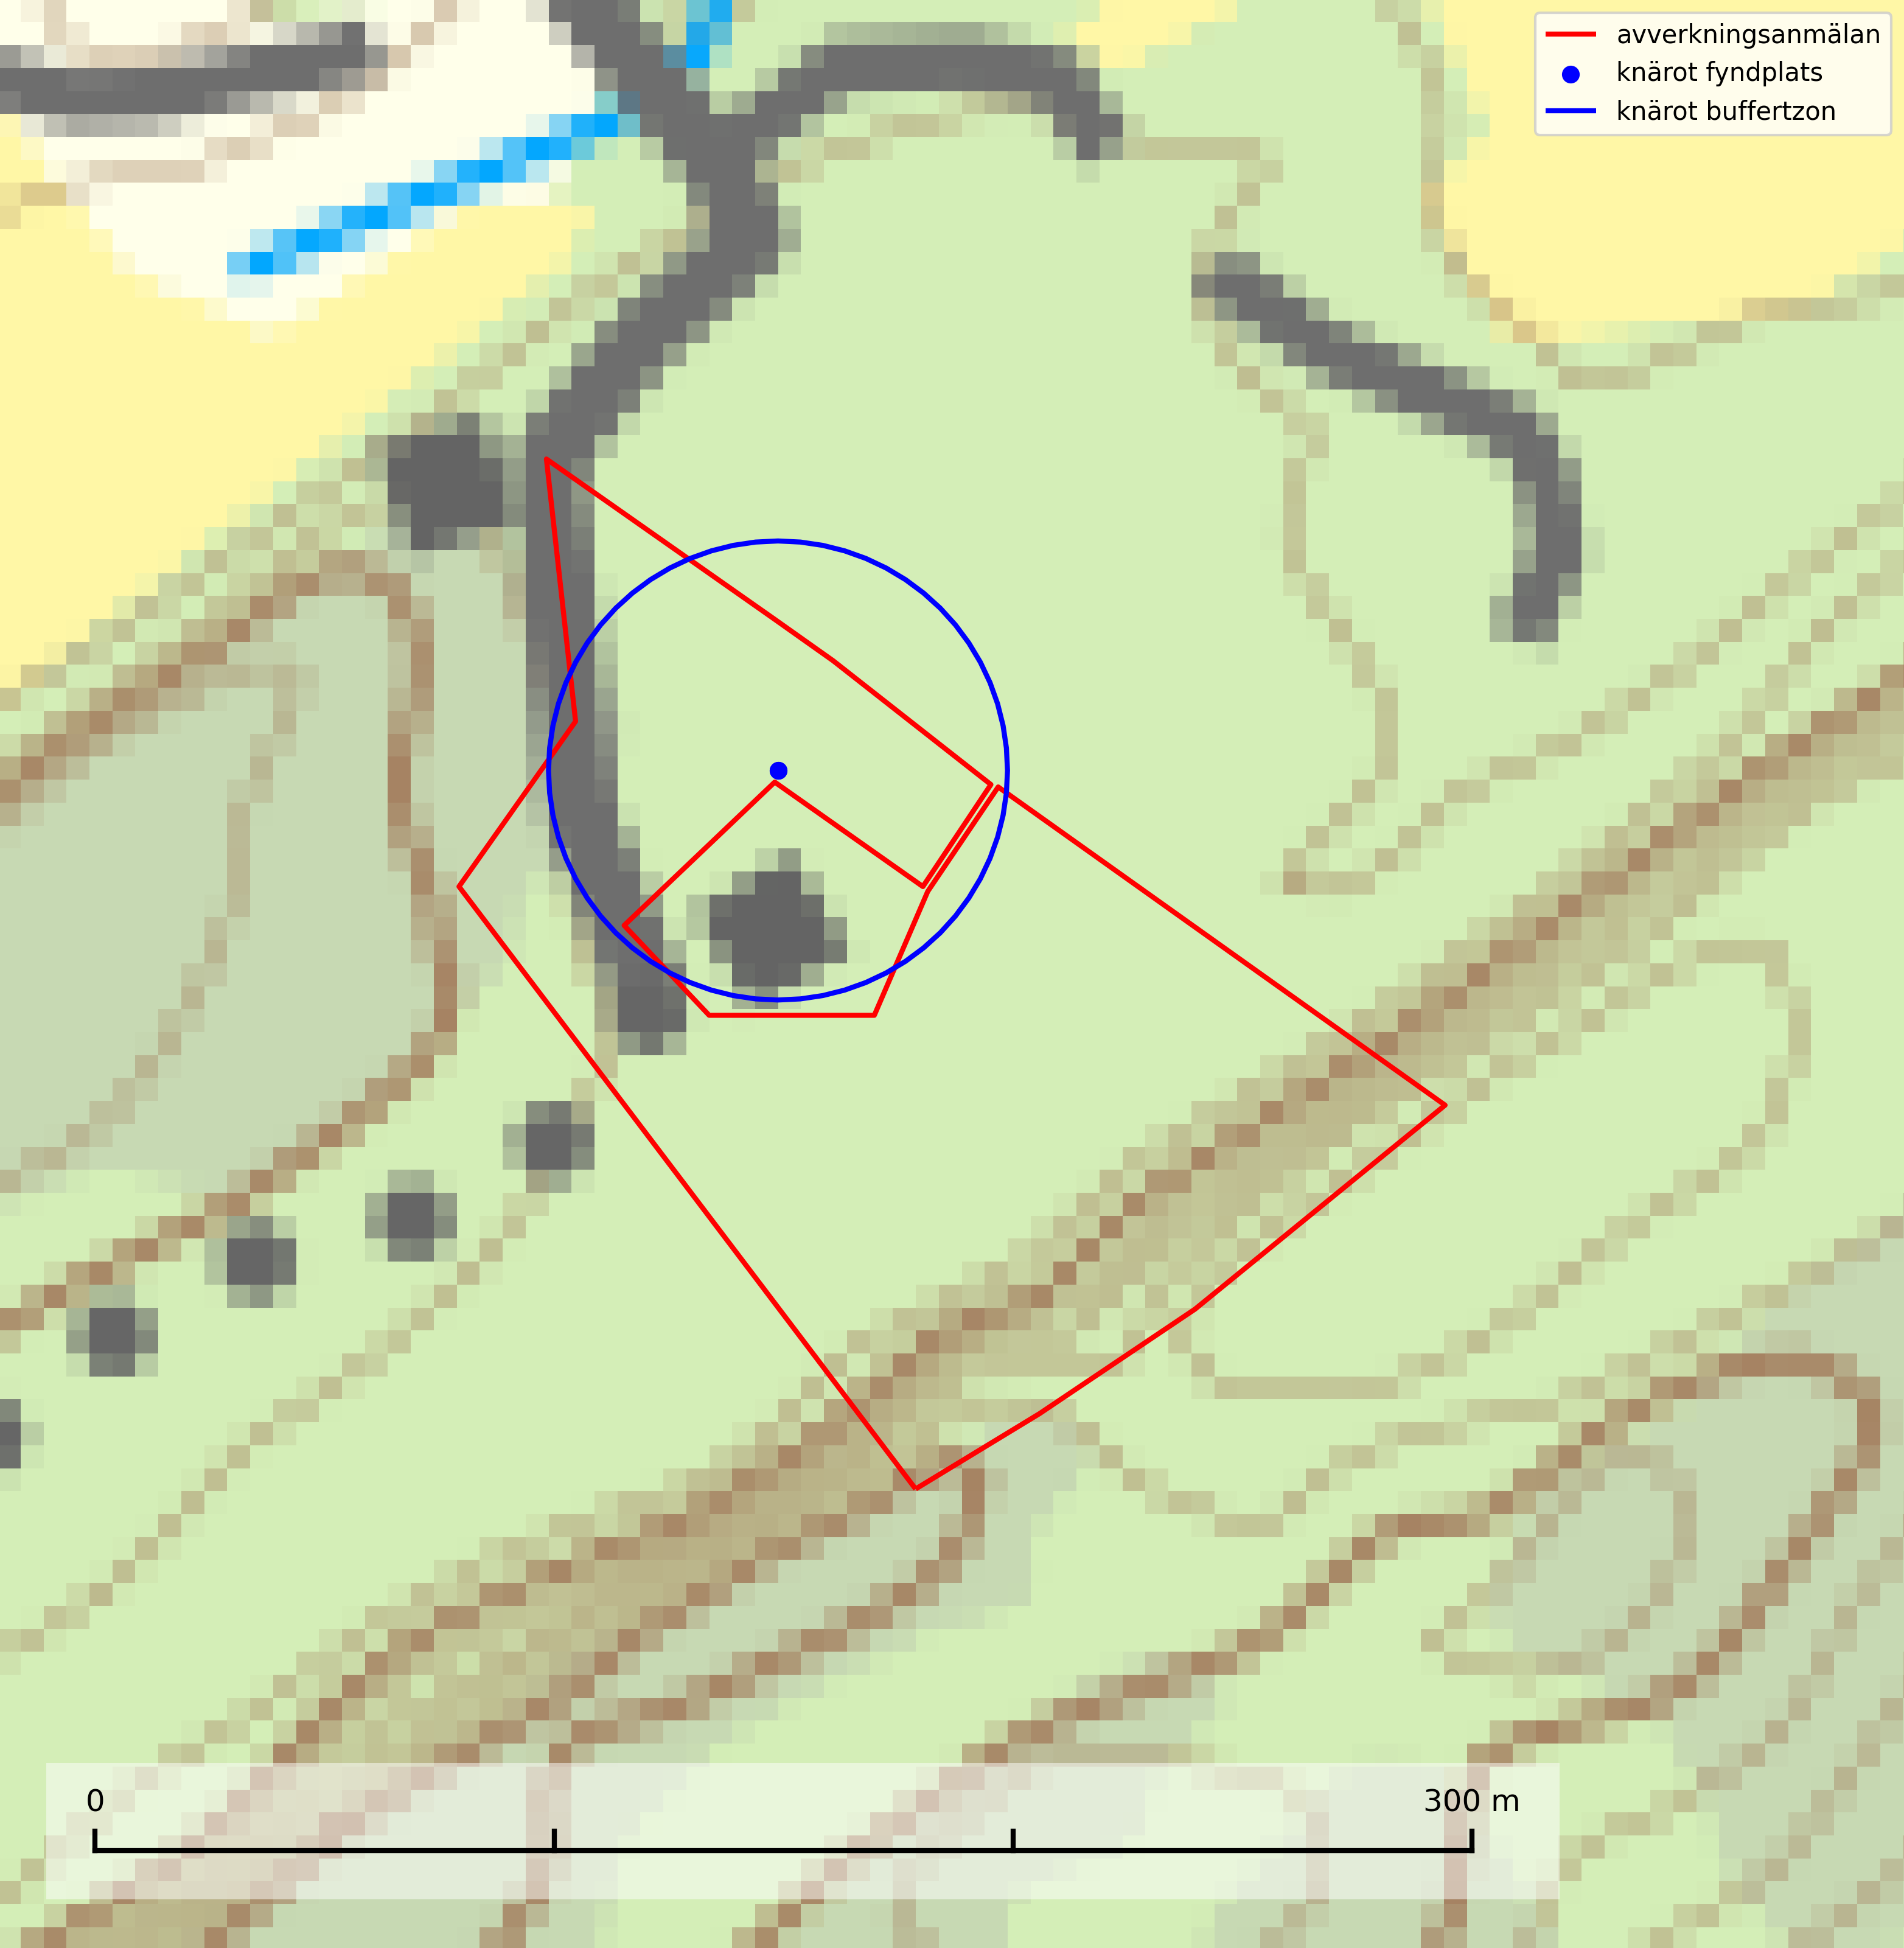 avverkningsanmälan
knärot fyndplats
knärot buffertzon
0
300 m